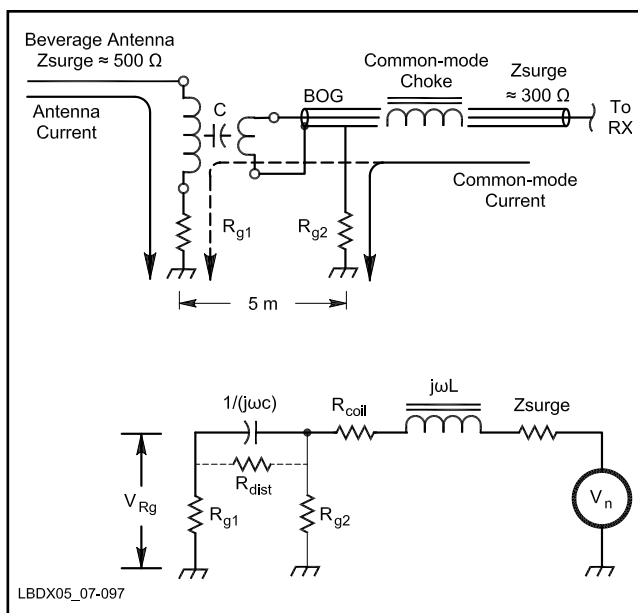 Beverage Antenna
Zsurge ≈ 500 Ω
Antenna
Current
C
BOG
Common-mode
Choke
Zsurge
≈ 300 Ω
To
RX
Common-mode
Current
Rg1
Rg2
5 m
1/(jωc)
Rcoil
jωL
Zsurge
Rdist
VRg
Rg1
Rg2
Vn
LBDX05_07-097